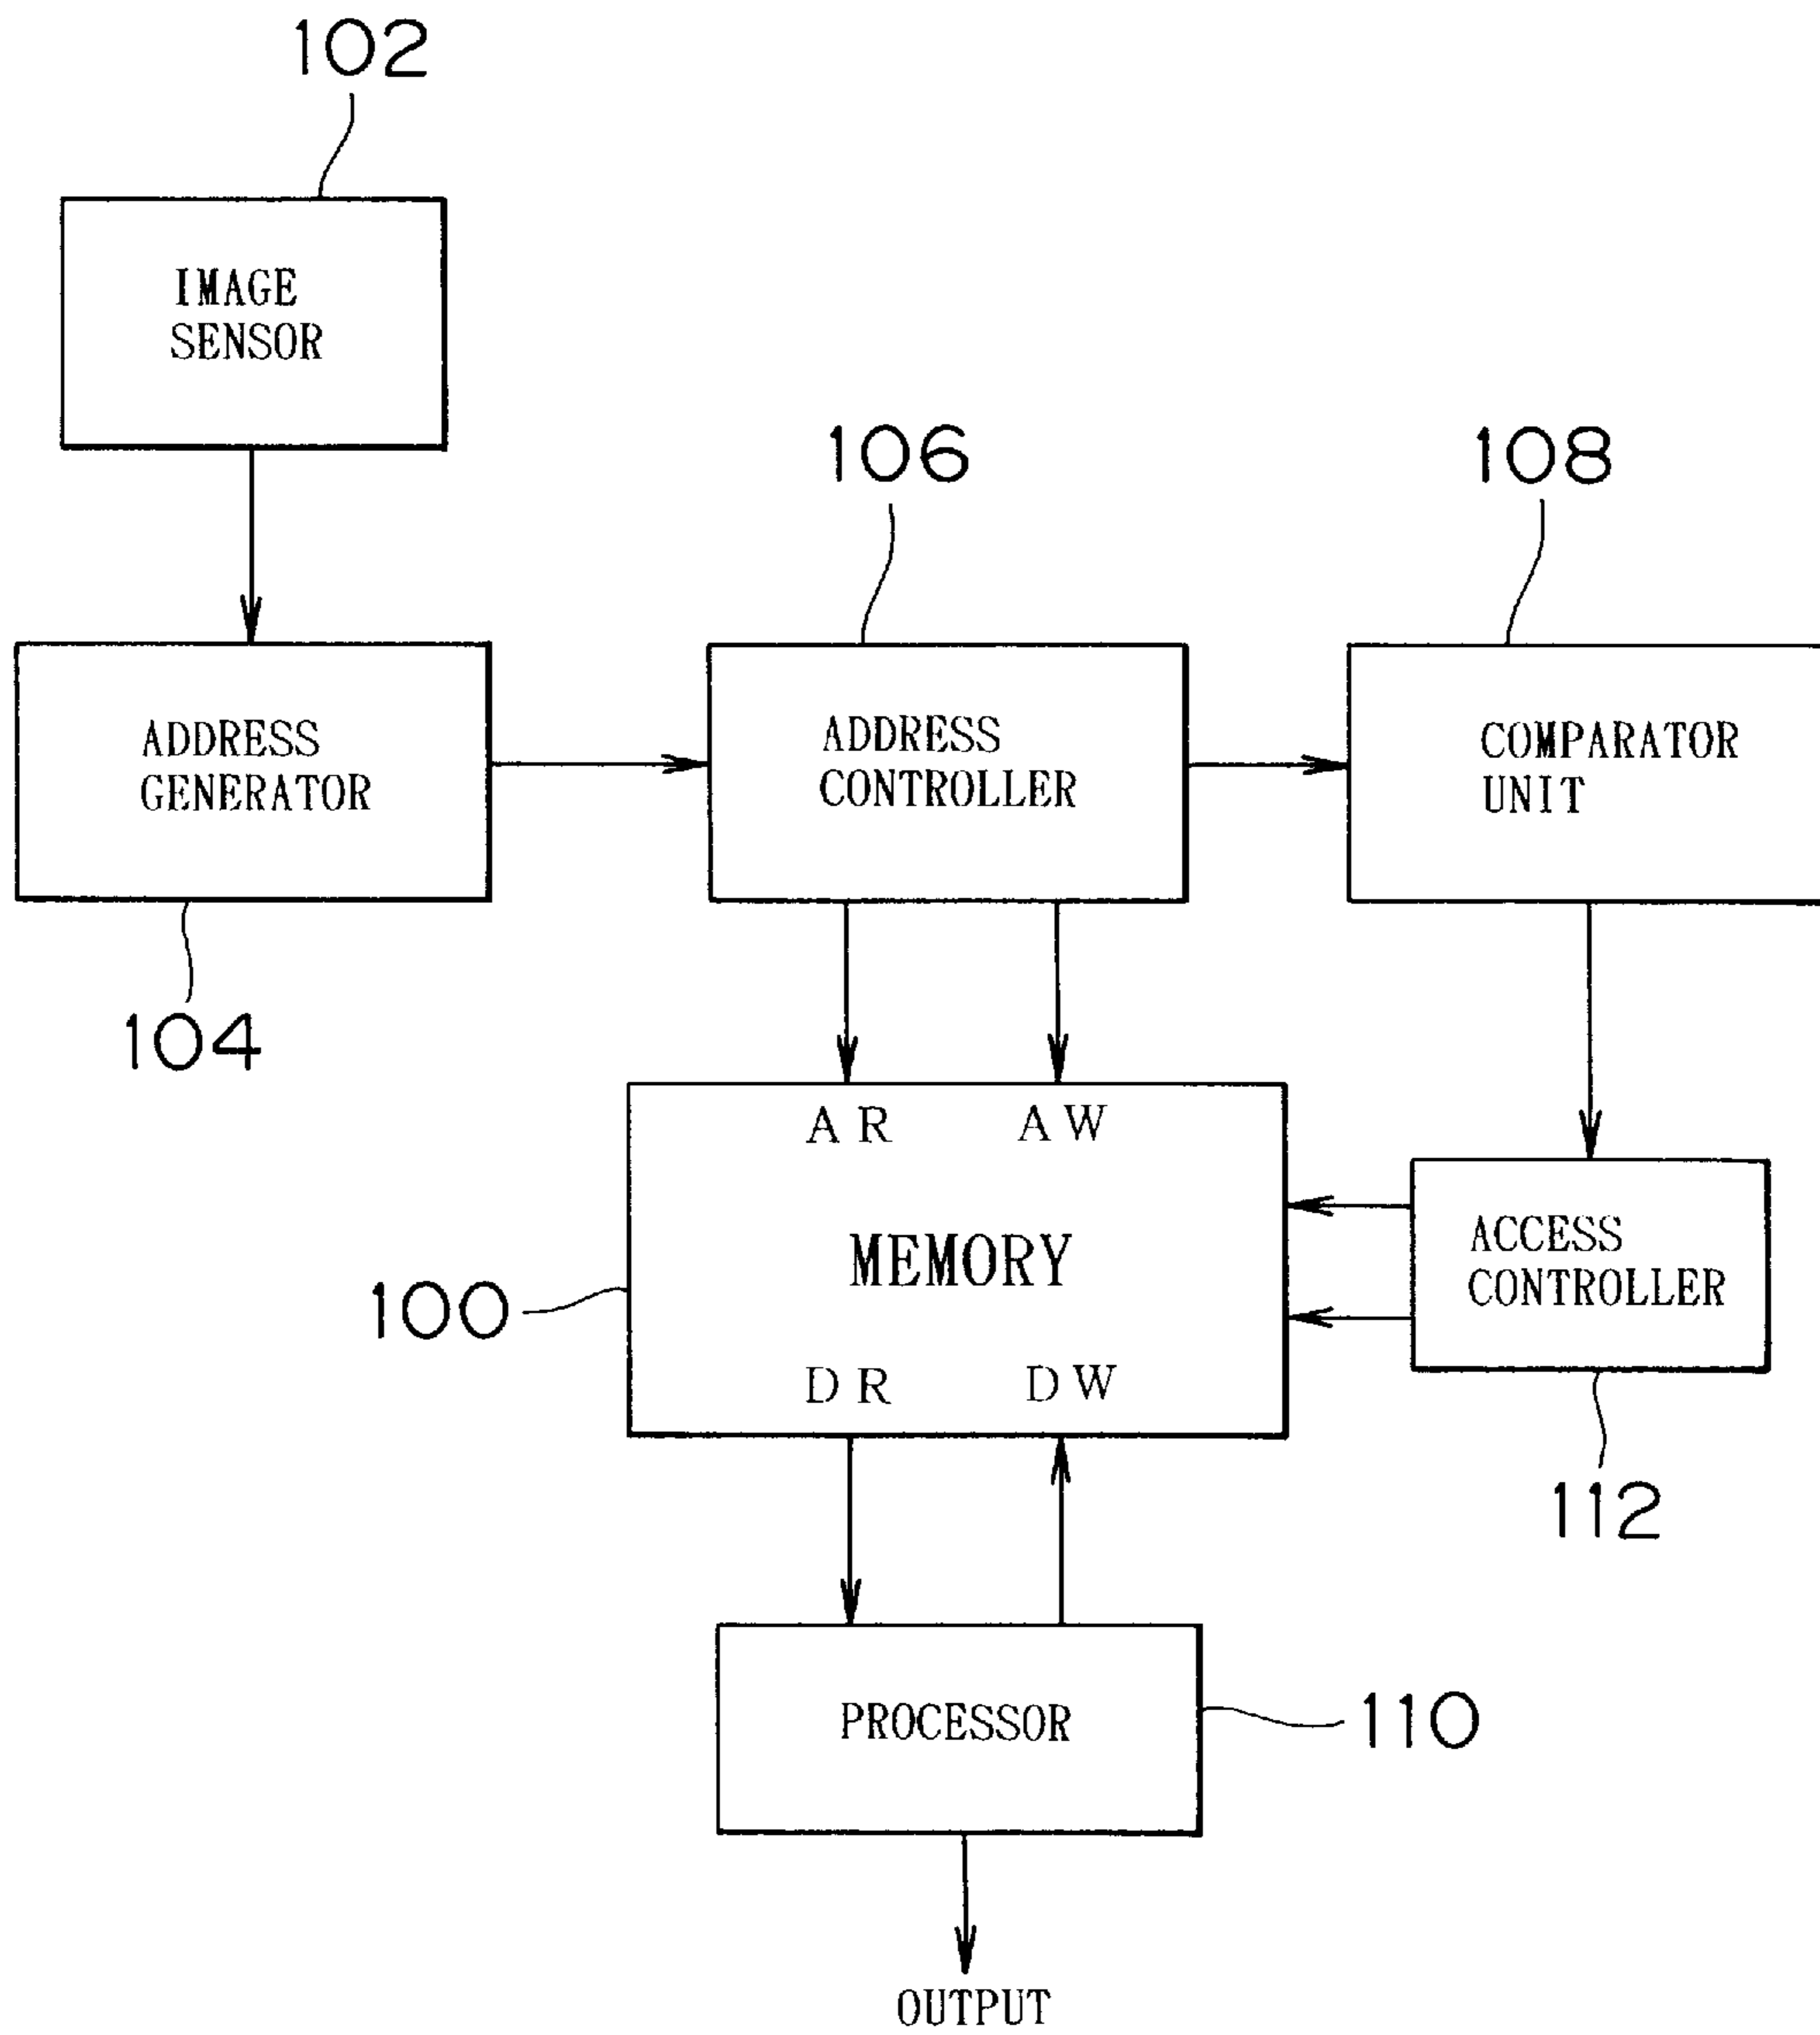 102
IMAGE
SENSOR
106
108
ADDRESS
GENERATOR
ADDRESS
CONTROLLER
COMPARATOR
UNIT
104
AR AW
MEMORY
ACCESS
CONTROLLER
100
DR DW
112
PROCESSOR
110
OUTPUT